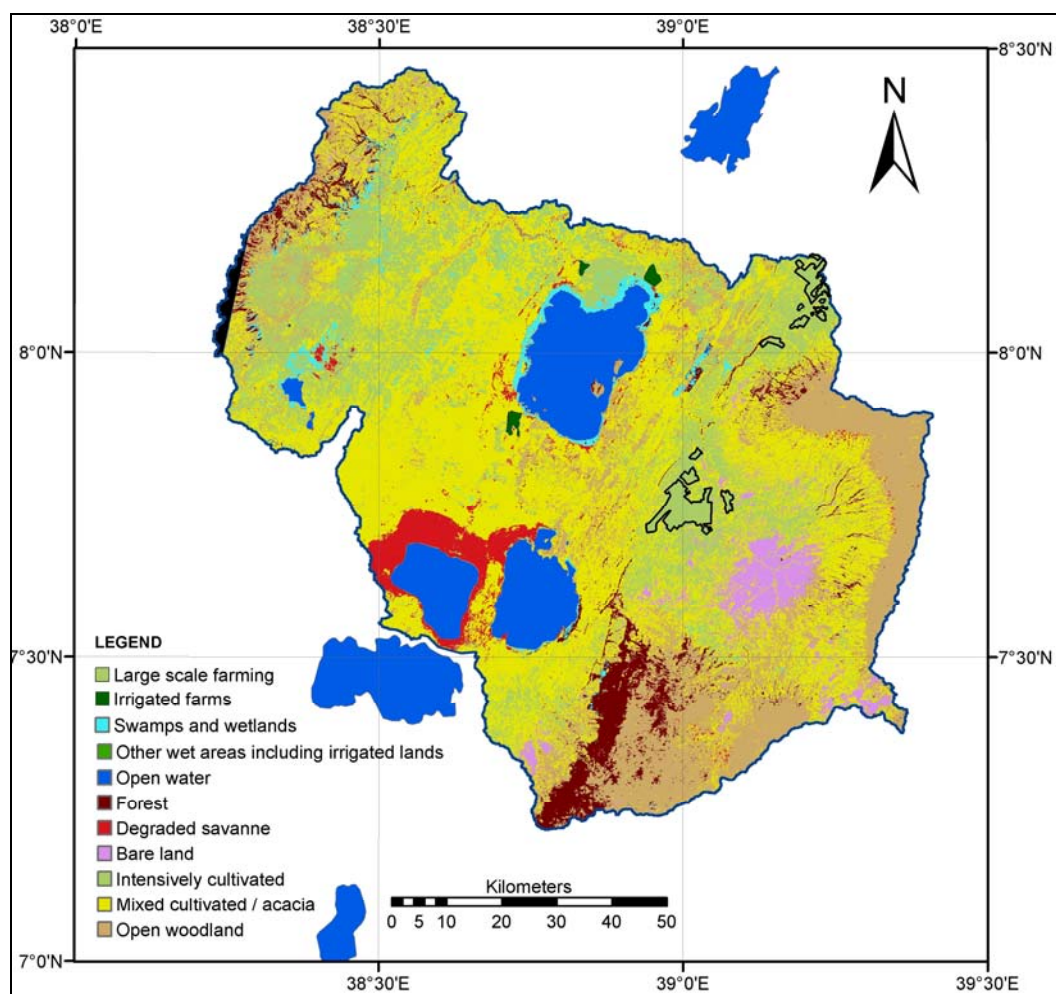 38°0'E
38°30'E
39°0'E
8°30'N
N
8°0'N
8°0'N
LEGEND
7°30'N
7°30'N
Large scale farming
Irrigated farms
Swamps and wetlands
Other wet areas including irrigated lands
Open water
Forest
Degraded savanne
Bare land
Intensively cultivated
Mixed cultivated / acacia
Open woodland
Kilometers
0 5 10 20 30 40 50
7°0'N
7°0'N
38°30'E
39°0'E
39°30'E